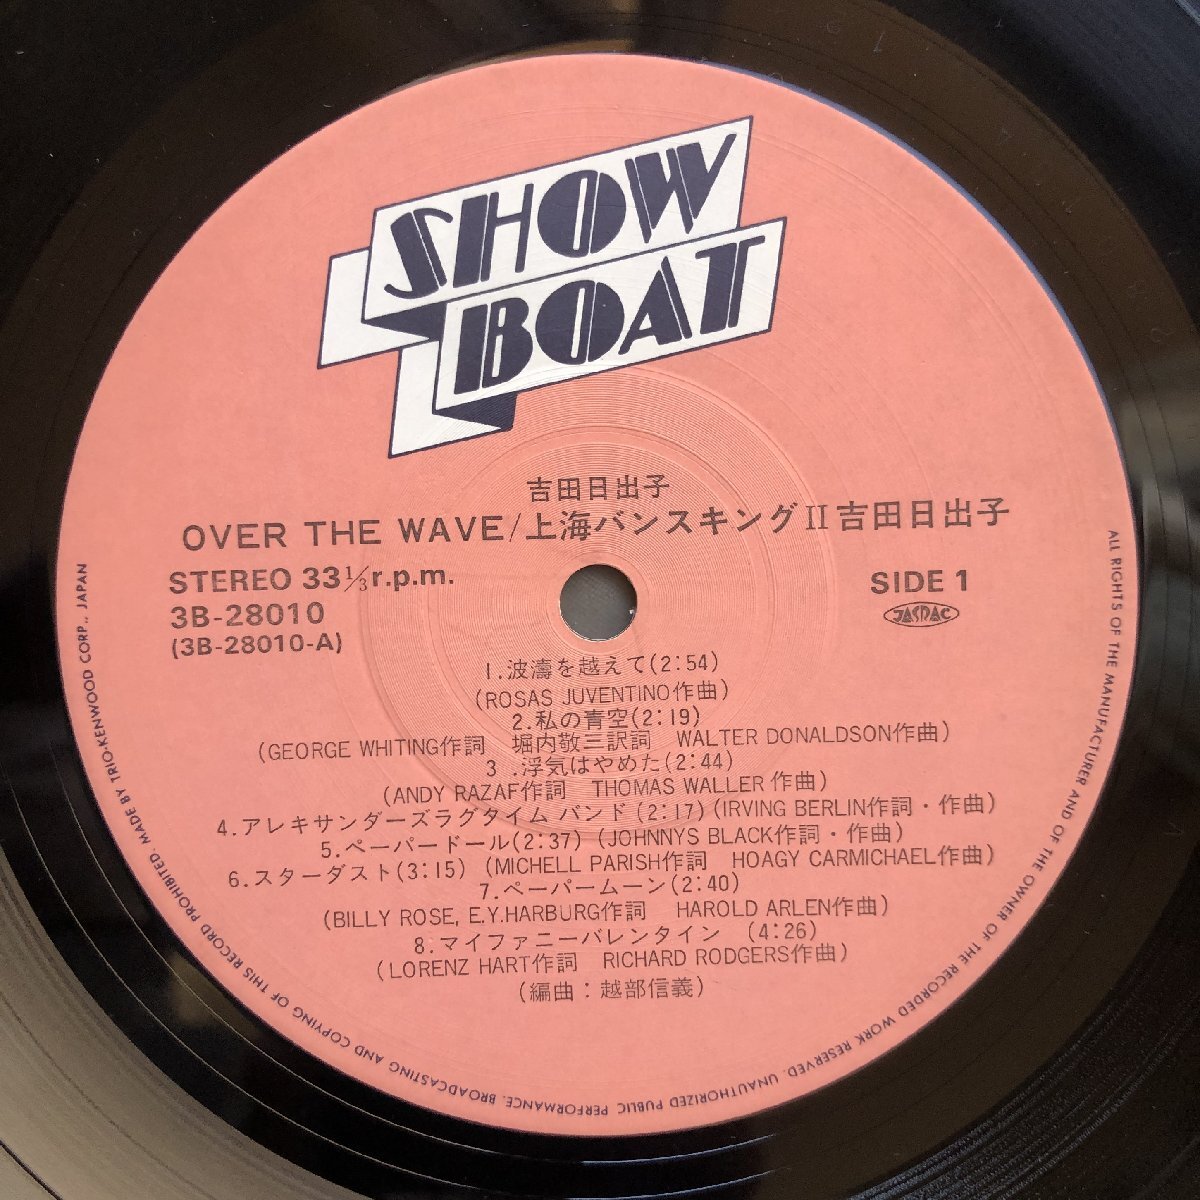 SHOW
BOAT
吉田日出子
OVER THE WAVE/上海バンスキングII吉田日出子
STEREO 33⅓r.p.m.
SIDE 1
3B-28010
JASRAC
(3B-28010-A)
1.波濤を越えて(2:54)
(ROSAS JUVENTINO作曲)
2.私の青空(2:19)
(GEORGE WHITING作詞 堀内敬三訳詞 WALTER DONALDSON作曲)
3.浮気はやめた(2:44)
(ANDY RAZAF作詞 THOMAS WALLER作曲)
4.アレキサンダーズラグタイム バンド(2:17)(IRVING BERLIN作詞・作曲)
5.ペーパードール(2:37) (JOHNNYS BLACK作詞・作曲)
6.スターダスト(3:15) (MICHELL PARISH作詞 HOAGY CARMICHAEL作曲)
7.ペーパームーン(2:40)
(BILLY ROSE, E.Y.HARBURG作詞 HAROLD ARLEN作曲)
8.マイファニーバレンタイン (4:26)
(LORENZ HART作詞 RICHARD RODGERS作曲)
(編曲：越部信義)
ALL RIGHTS OF THE MANUFACTURER AND OF THE OWNER OF THE RECORDED WORK RESERVED. UNAUTHORIZED PUBLIC PERFORMANCE. BROADCASTING AND COPYING OF THIS RECORD PROHIBITED. MADE BY TRIO-KENWOOD CORP., JAPAN